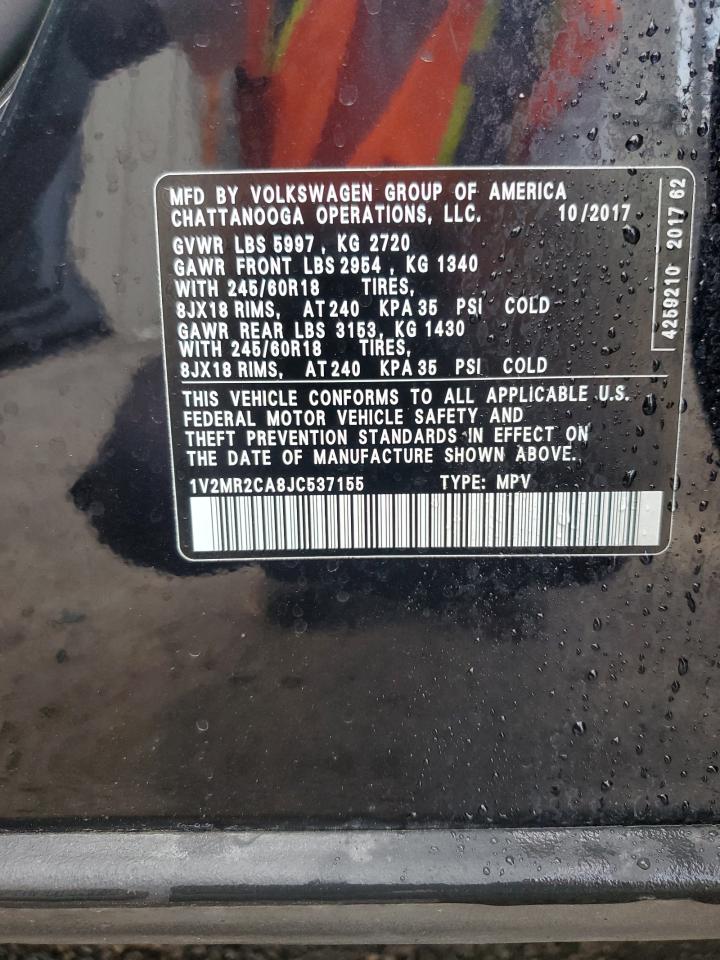 MFD BY VOLKSWAGEN GROUP OF AMERICA
CHATTANOOGA OPERATIONS, LLC. 10/2017
GVWR LBS 5997 , KG 2720
GAWR FRONT LBS 2954 , KG 1340
WITH 245/60R18 TIRES,
8JX18 RIMS, AT 240 KPA 35 PSI COLD
GAWR REAR LBS 3153, KG 1430
WITH 245/60R18 TIRES,
8JX18 RIMS, AT 240 KPA 35 PSI COLD
THIS VEHICLE CONFORMS TO ALL APPLICABLE U.S.
FEDERAL MOTOR VEHICLE SAFETY AND
THEFT PREVENTION STANDARDS IN EFFECT ON
THE DATE OF MANUFACTURE SHOWN ABOVE.
1V2MR2CA8JC537155 TYPE: MPV
4259210 2017 62